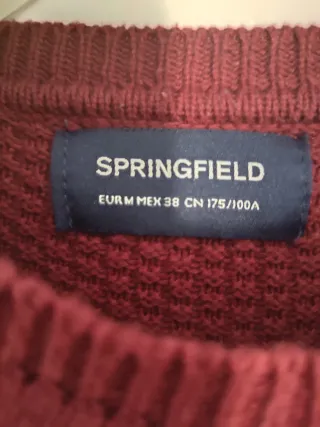 SPRINGFIELD
EUR M MEX 38 CN 175/100A